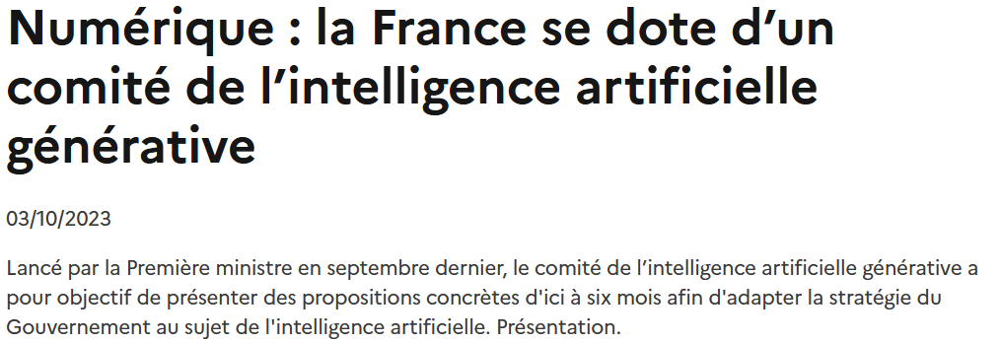 Numérique : la France se dote d’un
comité de l’intelligence artificielle
générative
03/10/2023
Lancé par la Première ministre en septembre dernier, le comité de l’intelligence artificielle générative a
pour objectif de présenter des propositions concrètes d'ici à six mois afin d'adapter la stratégie du
Gouvernement au sujet de l'intelligence artificielle. Présentation.